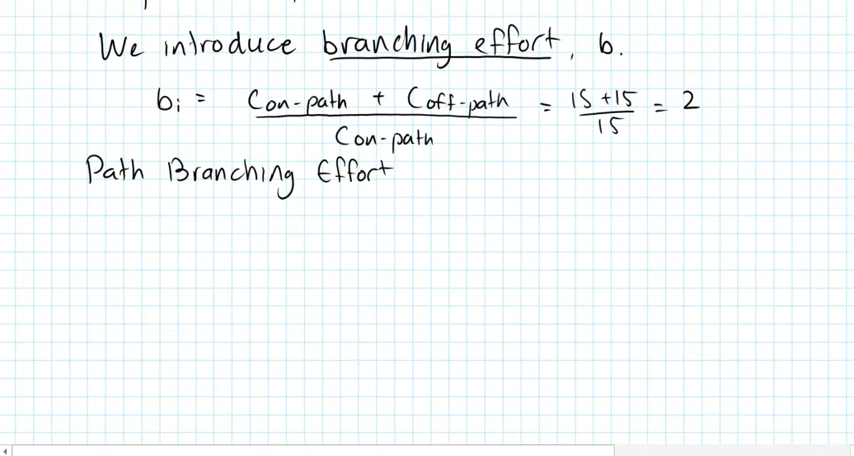 We introduce branching effort, b.
bi = Con-path + Coff-path / Con-path = 15+15 / 15 = 2
Path Branching Effort